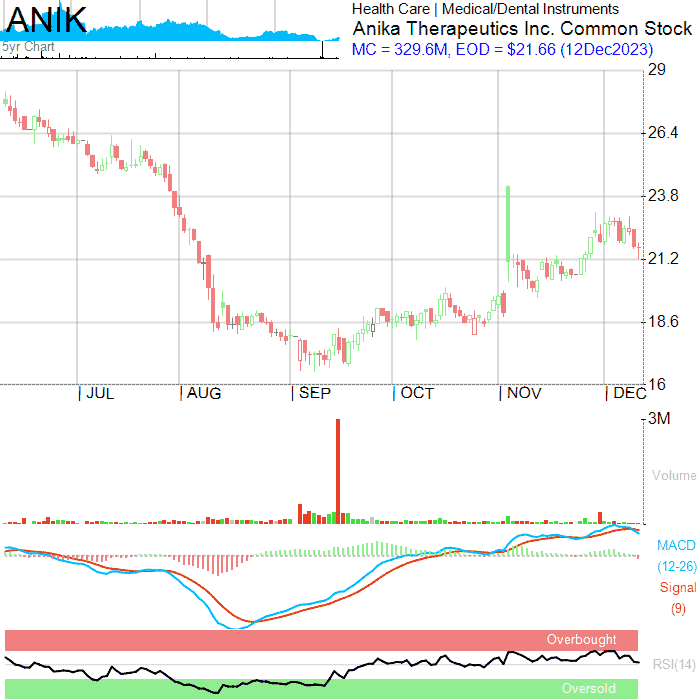 ANIK
5yr Chart
Health Care | Medical/Dental Instruments
Anika Therapeutics Inc. Common Stock
MC = 329.6M, EOD = $21.66 (12Dec2023)
29
26.4
23.8
21.2
18.6
16
| JUL | AUG | SEP | OCT | NOV | DEC
3M
Volume
MACD
(12-26)
Signal
(9)
Overbought
RSI(14)
Oversold